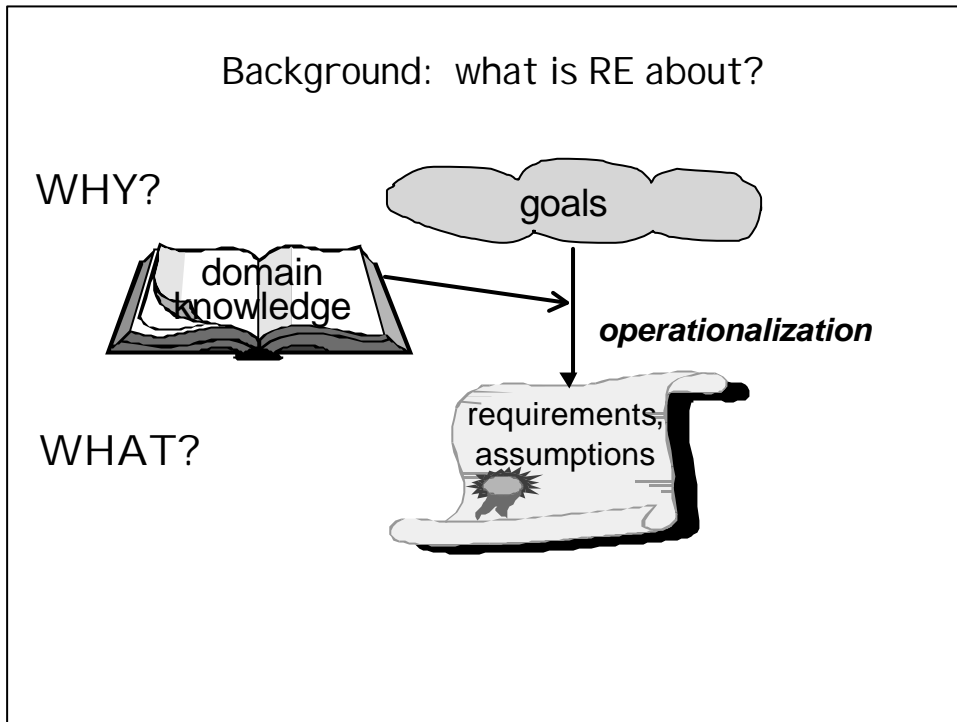 Background: what is RE about?
WHY?
goals
domain
knowledge
operationalization
WHAT?
requirements,
assumptions